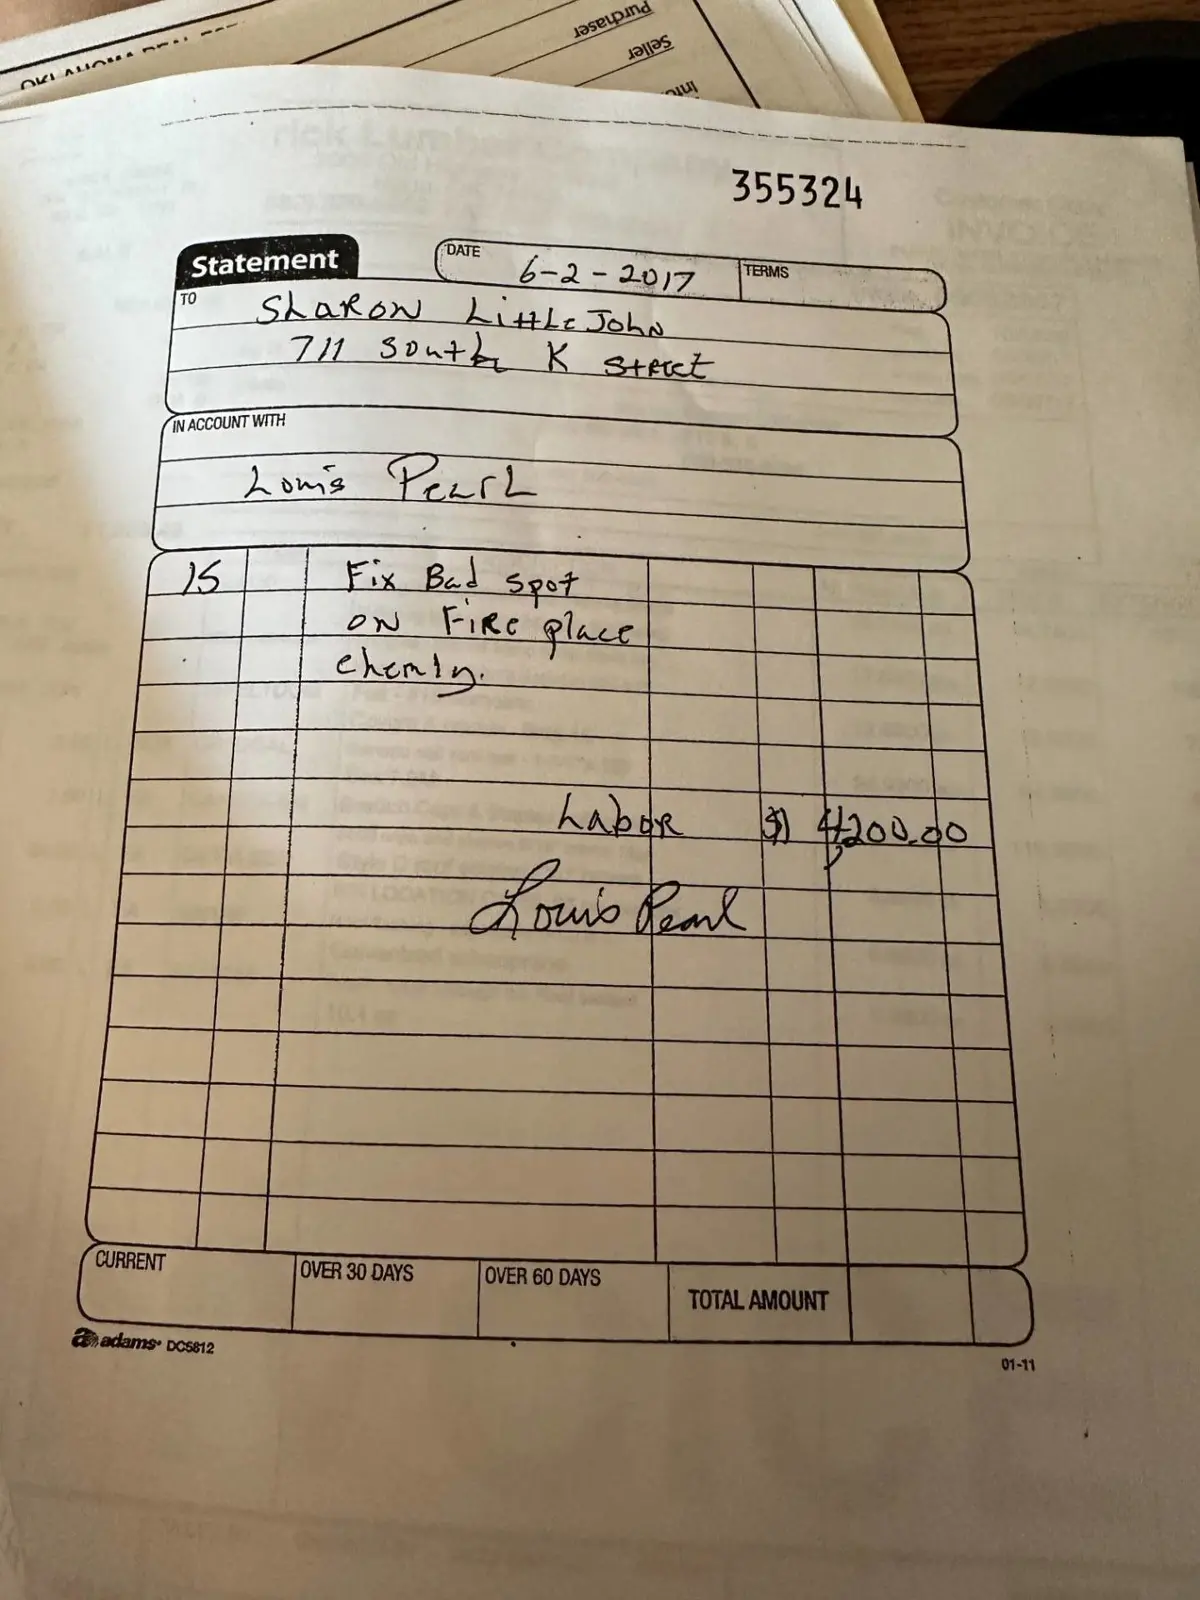 Purchaser
Seller
355324
Statement
DATE
6-2-2017
TERMS
TO
Sharon LittleJohn
711 South K Street
IN ACCOUNT WITH
Louis Pearl
15 Fix Bad spot
on Fire place
chemly.
Labor $ 4,200.00
Louis Pearl
CURRENT
OVER 30 DAYS
OVER 60 DAYS
TOTAL AMOUNT
adams DC5812
01-11